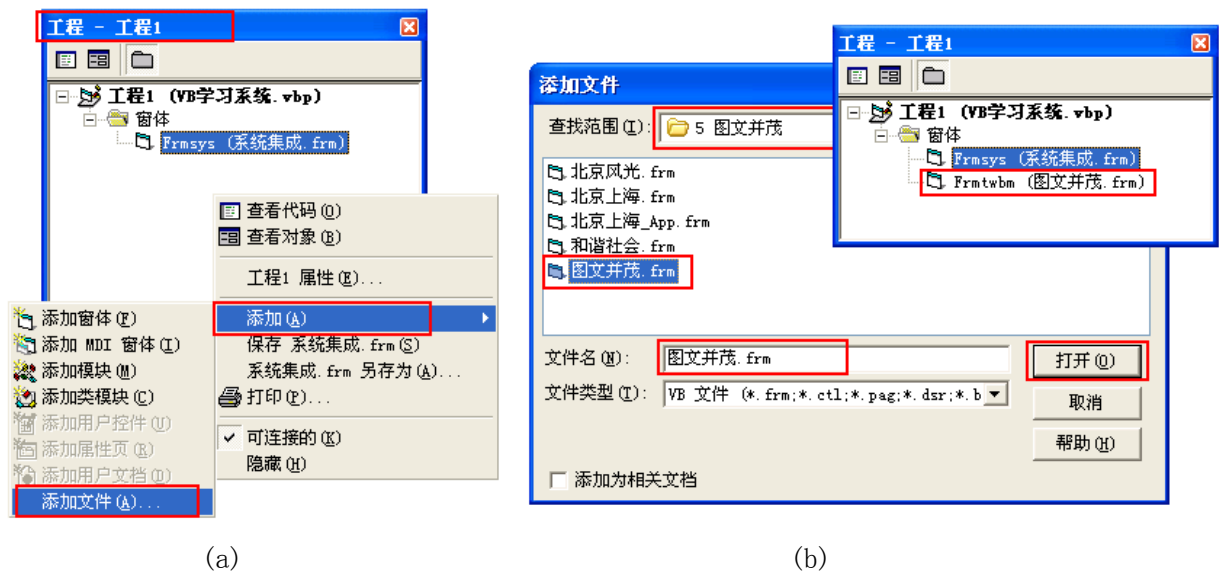 工程 - 工程1
工程1 (VB学习系统.vbp)
窗体
Frmsys (系统集成.frm)
查看代码(O)
查看对象(B)
工程1 属性(E)...
添加(A)
保存 系统集成.frm(S)
系统集成.frm 另存为(A)...
打印(P)...
可连接的(K)
隐藏(H)
添加窗体(F)
添加 MDI 窗体(I)
添加模块(M)
添加类模块(C)
添加用户控件(U)
添加属性页(R)
添加用户文档(D)
添加文件(A)...
(a)
添加文件
查找范围(I):
5 图文并茂
北京风光.frm
北京上海.frm
北京上海_App.frm
和谐社会.frm
图文并茂.frm
文件名(N):
图文并茂.frm
打开(O)
文件类型(T):
VB 文件 (*.frm;*.ctl;*.pag;*.dsr;*.b
取消
帮助(H)
添加为相关文档
工程 - 工程1
工程1 (VB学习系统.vbp)
窗体
Frmsys (系统集成.frm)
Frmtwbm (图文并茂.frm)
(b)